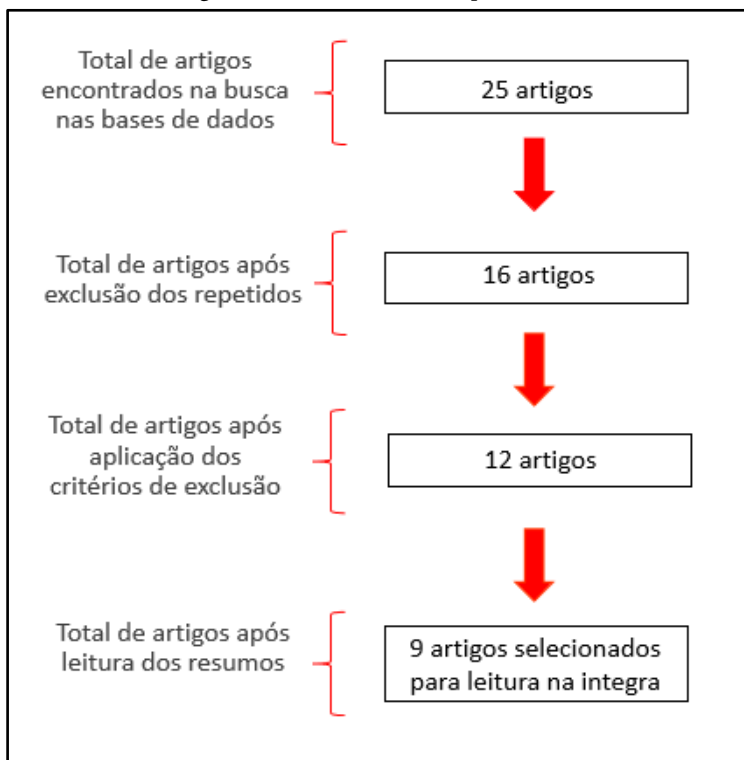 Total de artigos
encontrados na busca
nas bases de dados
25 artigos
Total de artigos após
exclusão dos repetidos
16 artigos
Total de artigos após
aplicação dos
critérios de exclusão
12 artigos
Total de artigos após
leitura dos resumos
9 artigos selecionados
para leitura na integra